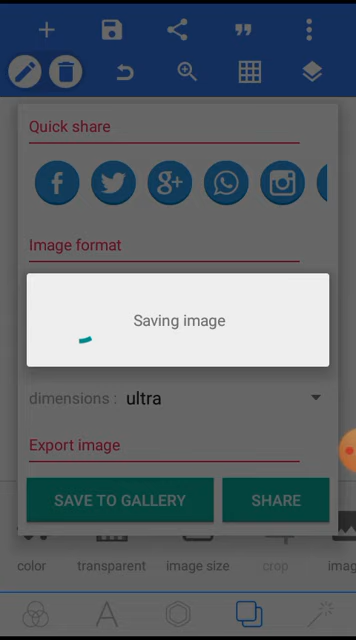 Quick share
Image format
Saving image
dimensions : ultra
Export image
SAVE TO GALLERY
SHARE
color
transparent
image size
crop
imag